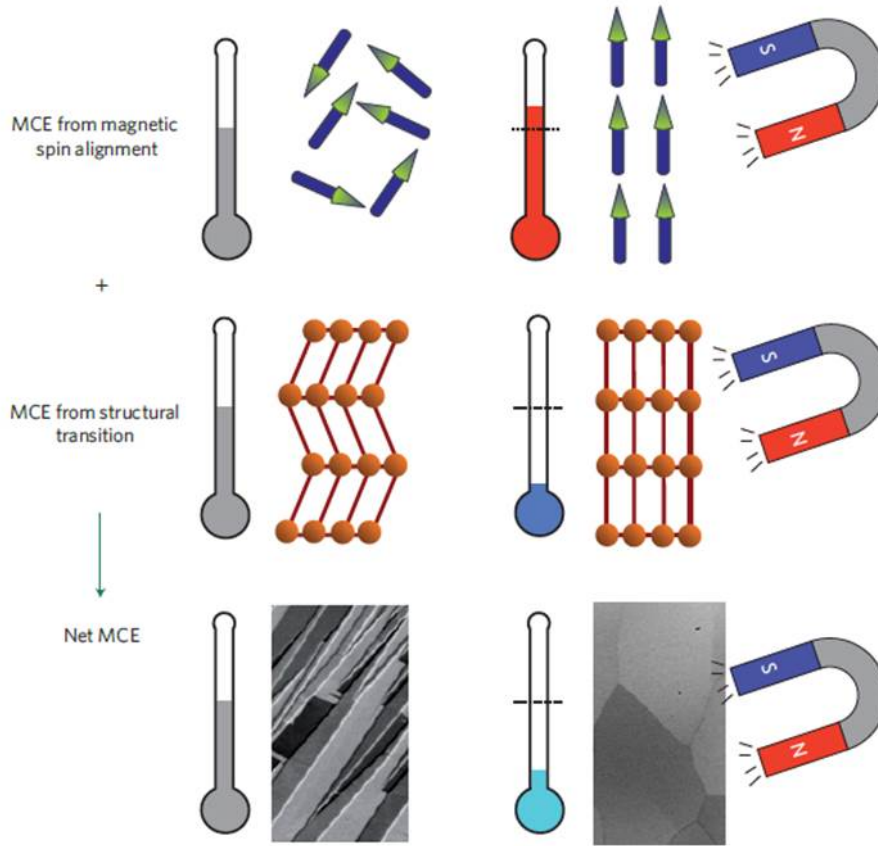 MCE from magnetic
spin alignment
S
N
+
MCE from structural
transition
S
N
Net MCE
S
N